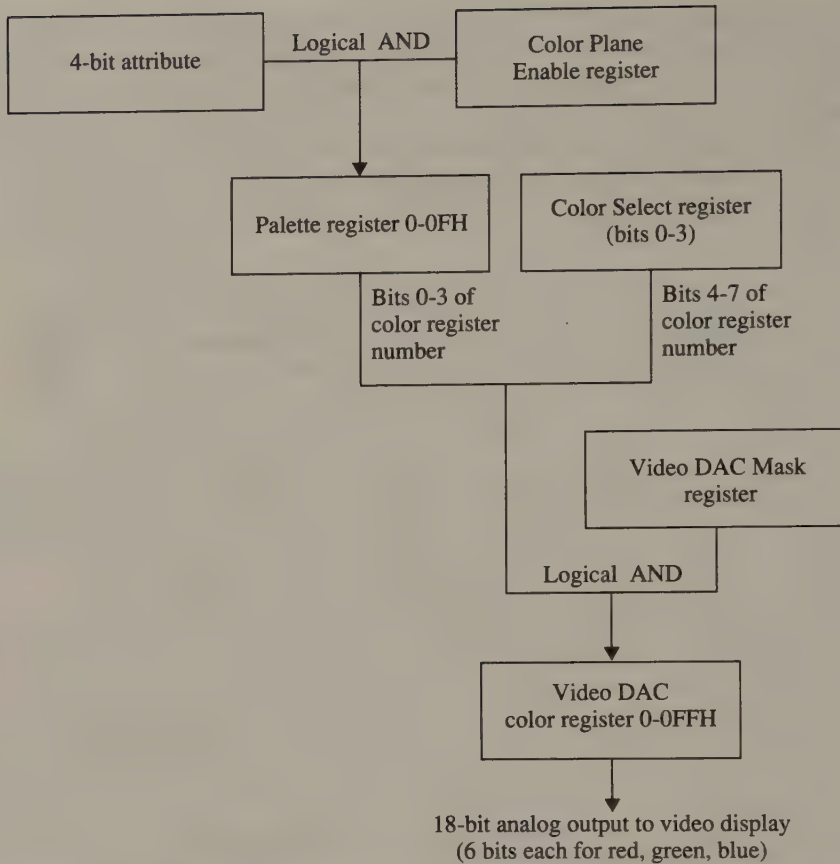 4-bit attribute
Logical AND
Color Plane
Enable register
Palette register 0-0FH
Color Select register
(bits 0-3)
Bits 0-3 of
color register
number
Bits 4-7 of
color register
number
Video DAC Mask
register
Logical AND
Video DAC
color register 0-0FFH
18-bit analog output to video display
(6 bits each for red, green, blue)